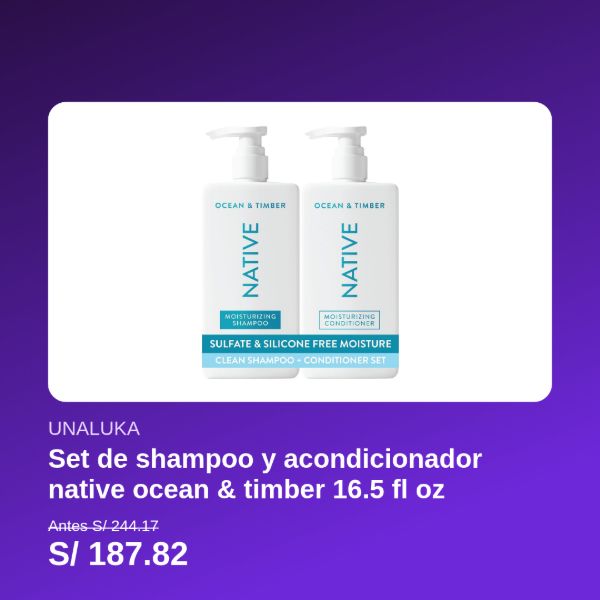 OCEAN & TIMBER
NATIVE
MOISTURIZING
SHAMPOO
OCEAN & TIMBER
NATIVE
MOISTURIZING
CONDITIONER
SULFATE & SILICONE FREE MOISTURE
CLEAN SHAMPOO + CONDITIONER SET
UNALUKA
Set de shampoo y acondicionador
native ocean & timber 16.5 fl oz
Antes S/ 244.17
S/ 187.82